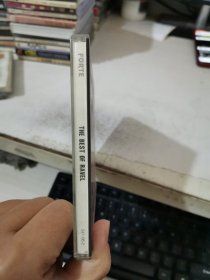 FORTE
THE BEST OF RAVEL